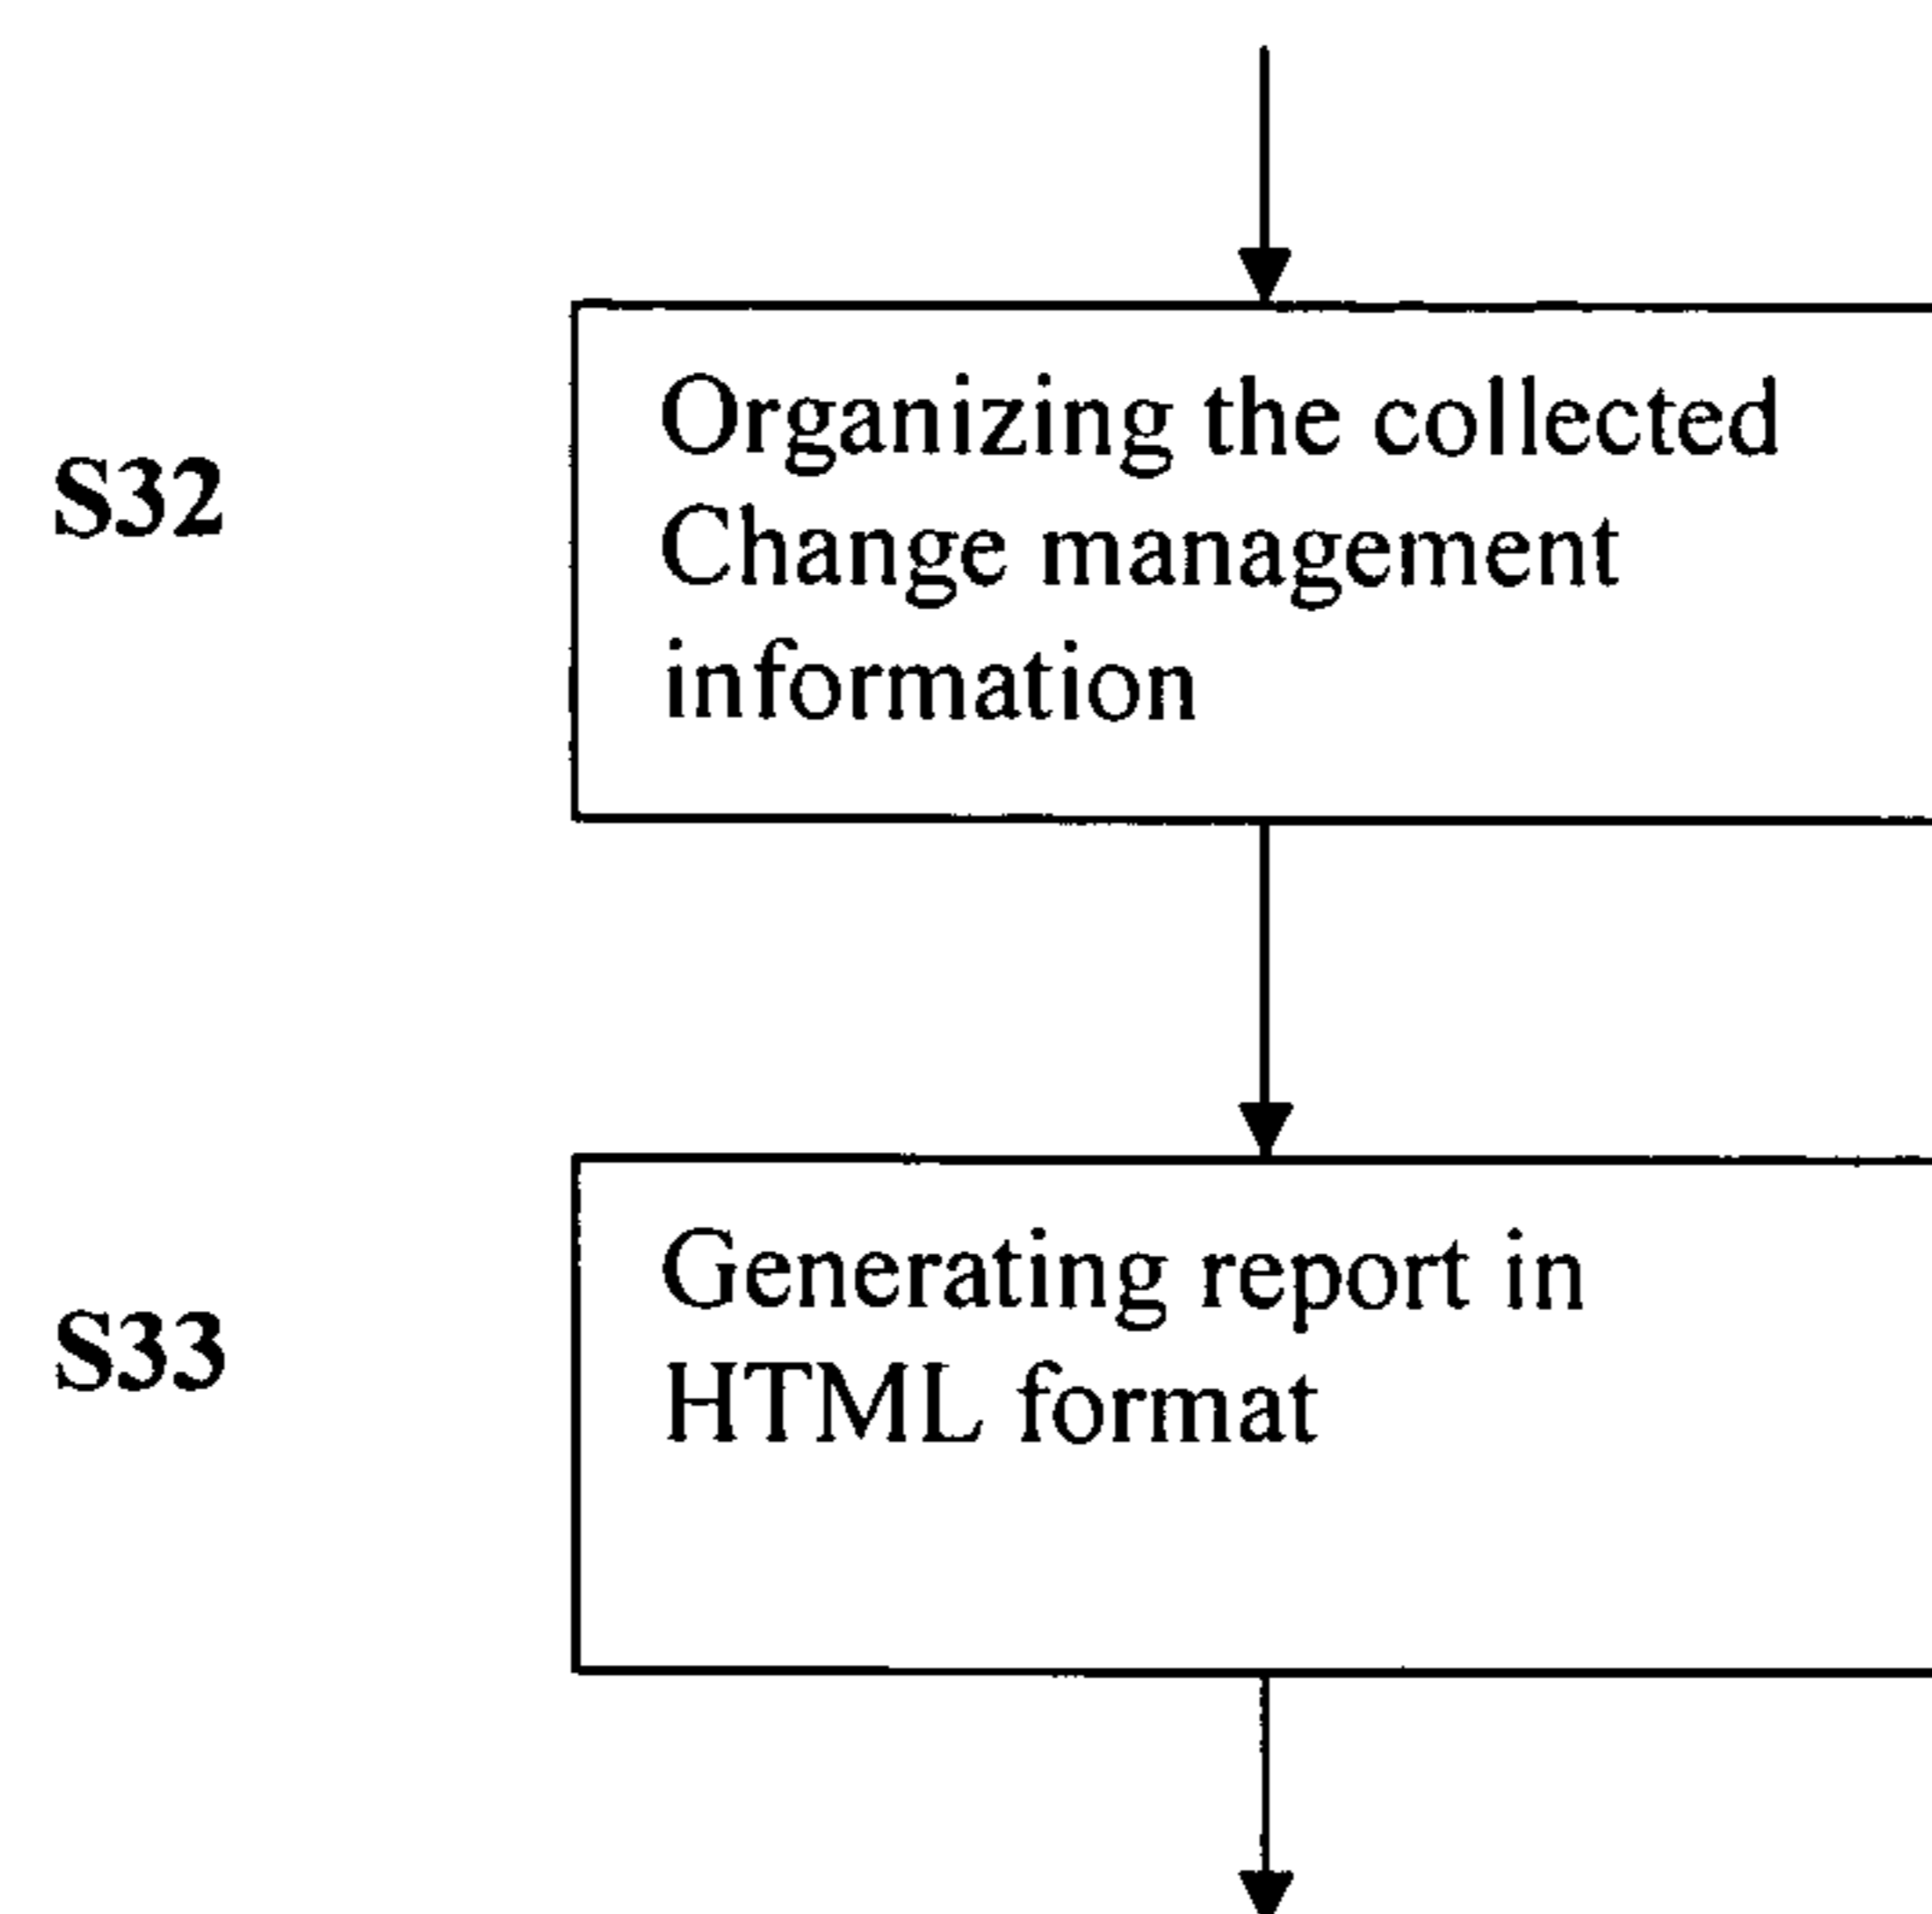 Organizing the collected
S32
Change management
information
Generating report in
S33
HTML format